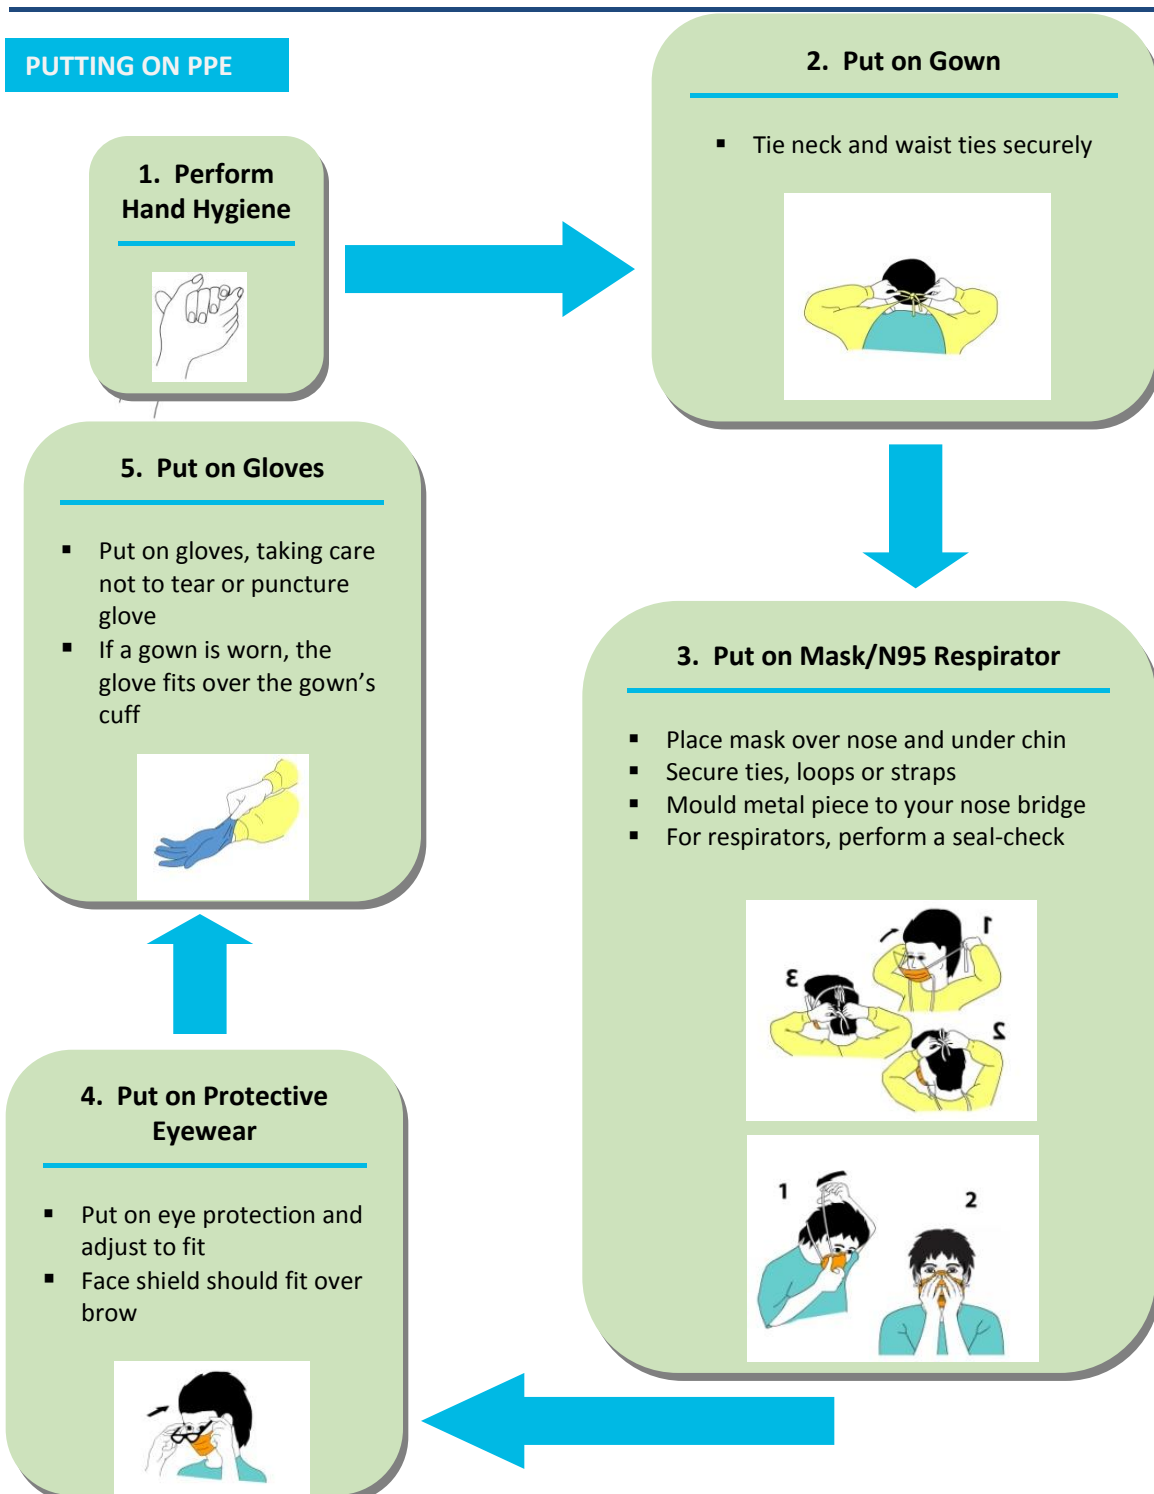 PUTTING ON PPE
1. Perform
Hand Hygiene
2. Put on Gown
▪ Tie neck and waist ties securely
3. Put on Mask/N95 Respirator
▪ Place mask over nose and under chin
▪ Secure ties, loops or straps
▪ Mould metal piece to your nose bridge
▪ For respirators, perform a seal-check
1
2
3
1
2
4. Put on Protective
Eyewear
▪ Put on eye protection and
adjust to fit
▪ Face shield should fit over
brow
5. Put on Gloves
▪ Put on gloves, taking care
not to tear or puncture
glove
▪ If a gown is worn, the
glove fits over the gown’s
cuff